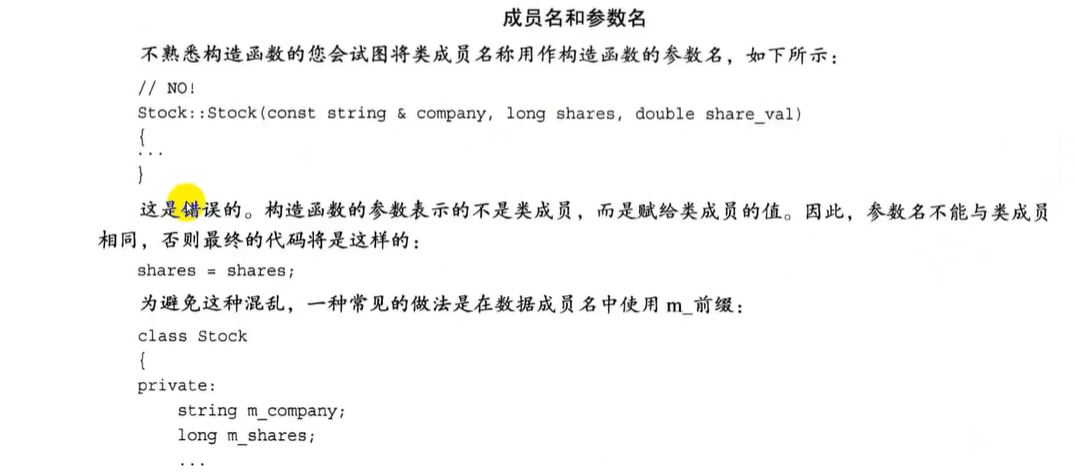 成员名和参数名
不熟悉构造函数的您会试图将类成员名称用作构造函数的参数名，如下所示：
// NO!
Stock::Stock(const string & company, long shares, double share_val)
{
...
}
这是错误的。构造函数的参数表示的不是类成员，而是赋给类成员的值。因此，参数名不能与类成员
相同，否则最终的代码将是这样的：
shares = shares;
为避免这种混乱，一种常见的做法是在数据成员名中使用 m_前缀：
class Stock
{
private:
string m_company;
long m_shares;
...